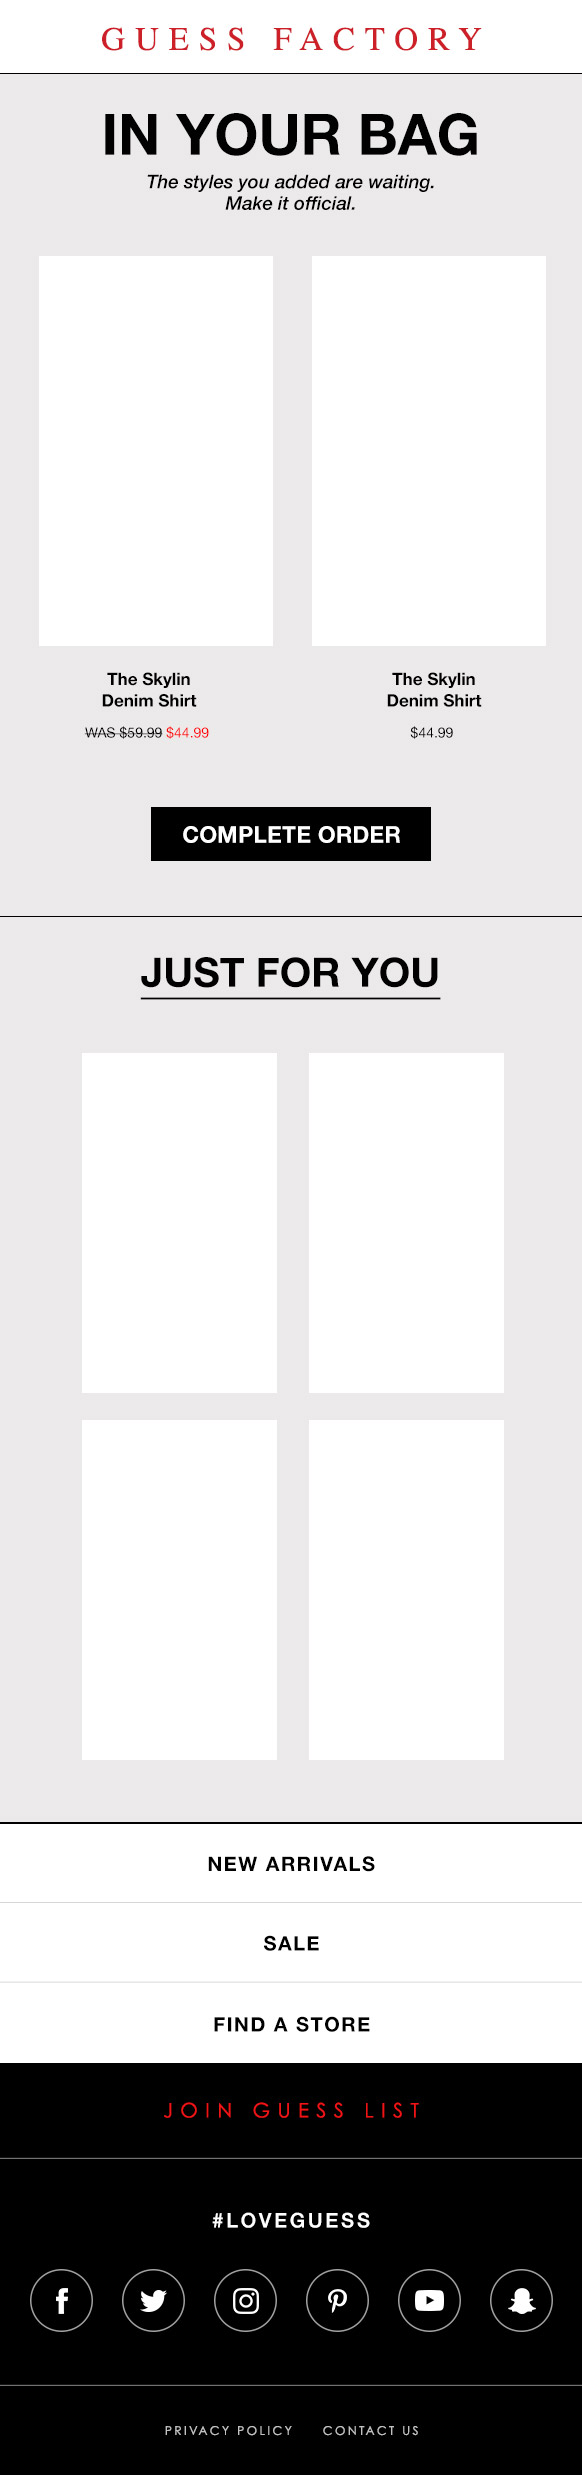 GUESS FACTORY
IN YOUR BAG
The styles you added are waiting.
Make it official.
The Skylin
Denim Shirt
WAS $59.99 $44.99
The Skylin
Denim Shirt
$44.99
COMPLETE ORDER
JUST FOR YOU
NEW ARRIVALS
SALE
FIND A STORE
JOIN GUESS LIST
#LOVEGUESS
PRIVACY POLICY CONTACT US